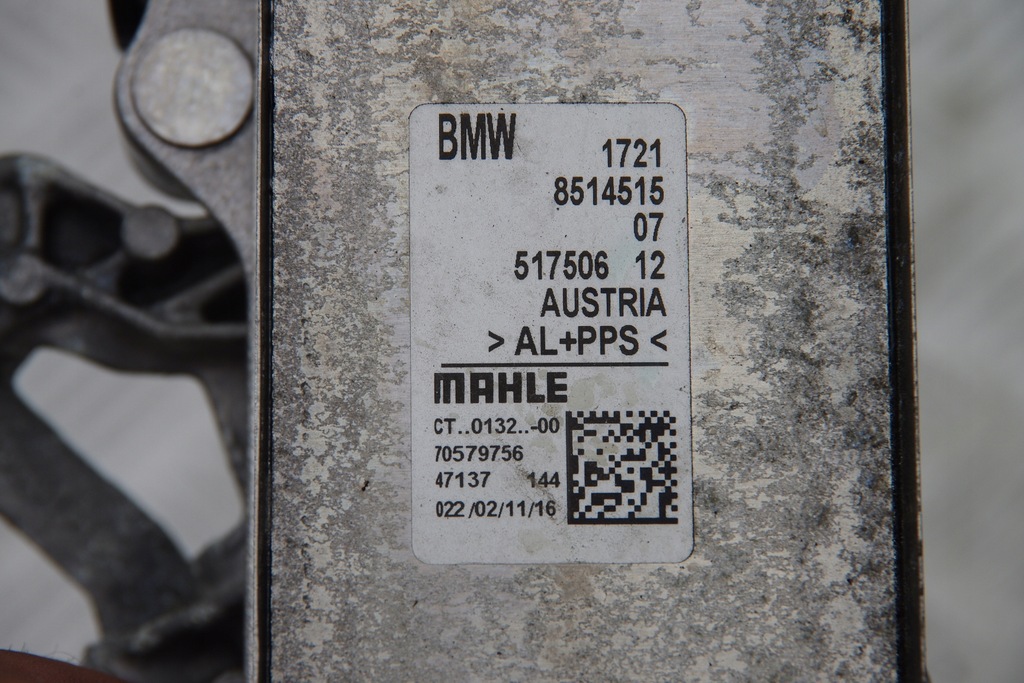 BMW
1721
8514515
07
517506 12
AUSTRIA
> AL+PPS <
MAHLE
CT..0132..-00
70579756
47137 144
022/02/11/16